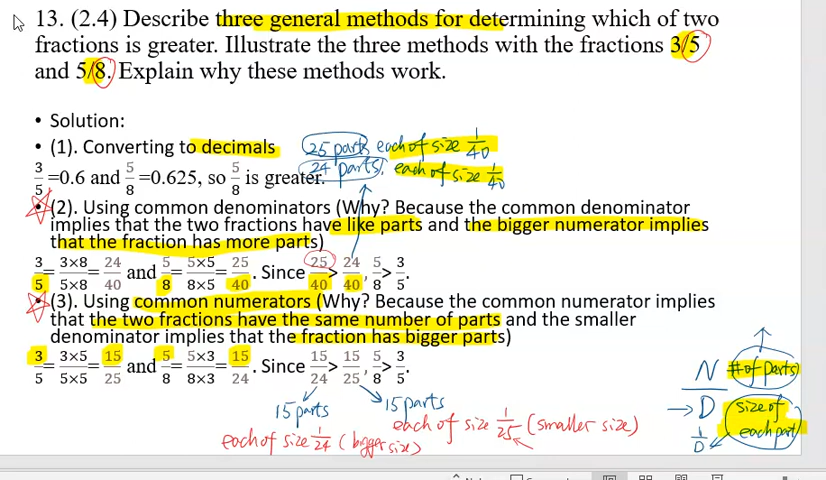 13. (2.4) Describe three general methods for determining which of two
fractions is greater. Illustrate the three methods with the fractions 3/5
and 5/8. Explain why these methods work.
• Solution:
• (1). Converting to decimals
25 parts each of size 1/40
3/5=0.6 and 5/8=0.625, so 5/8 is greater.
24 parts, each of size 1/40
• (2). Using common denominators (Why? Because the common denominator
implies that the two fractions have like parts and the bigger numerator implies
that the fraction has more parts)
3/5=3×8/5×8=24/40 and 5/8=5×5/8×5=25/40. Since 25/40>24/40, 5/8>3/5.
• (3). Using common numerators (Why? Because the common numerator implies
that the two fractions have the same number of parts and the smaller
denominator implies that the fraction has bigger parts)
3/5=3×5/5×5=15/25 and 5/8=5×3/8×3=15/24. Since 15/24>15/25, 5/8>3/5.
15 parts
each of size 1/24 (bigger size)
15 parts
each of size 1/25 (smaller size)
N # of parts
D size of
each part
1/D